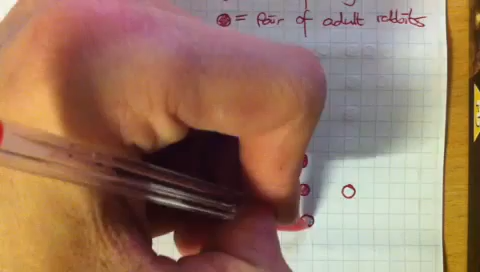 = pair of adult rabbits